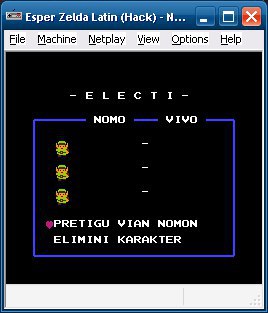 Esper Zelda Latin (Hack) - N...
File Machine Netplay View Options Help
- E L E C T I -
NOMO VIVO
-
-
-
PRETIGU VIAN NOMON
ELIMINI KARAKTER